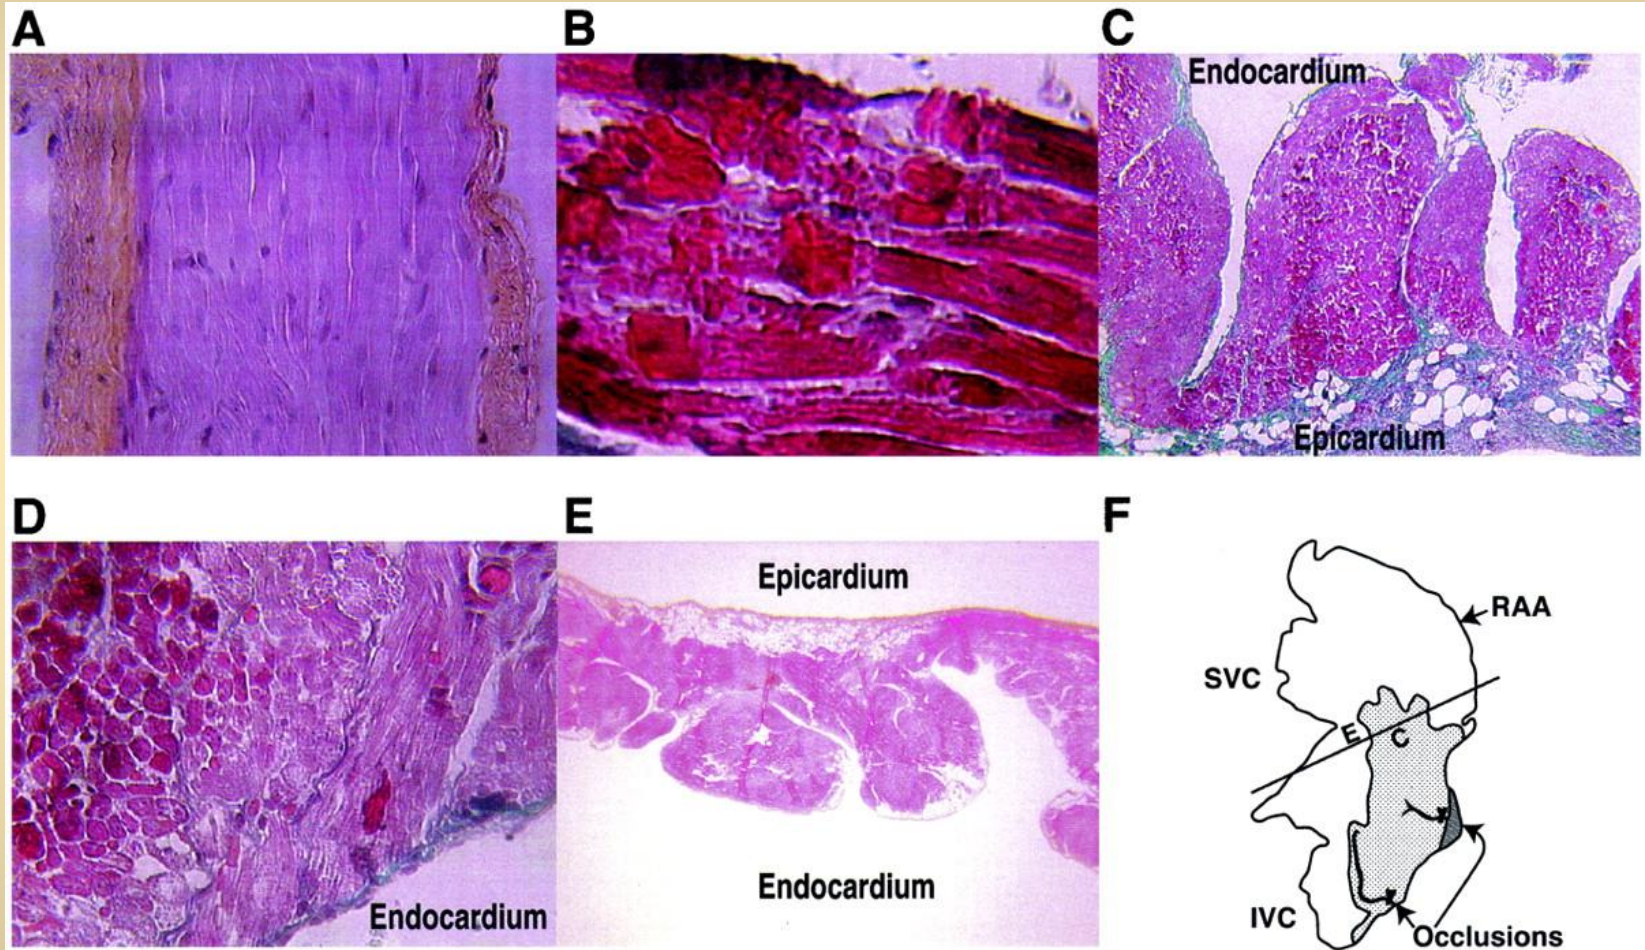 A
B
C
Endocardium
Epicardium
D
Endocardium
E
Epicardium
Endocardium
F
RAA
SVC
E
C
IVC
Occlusions